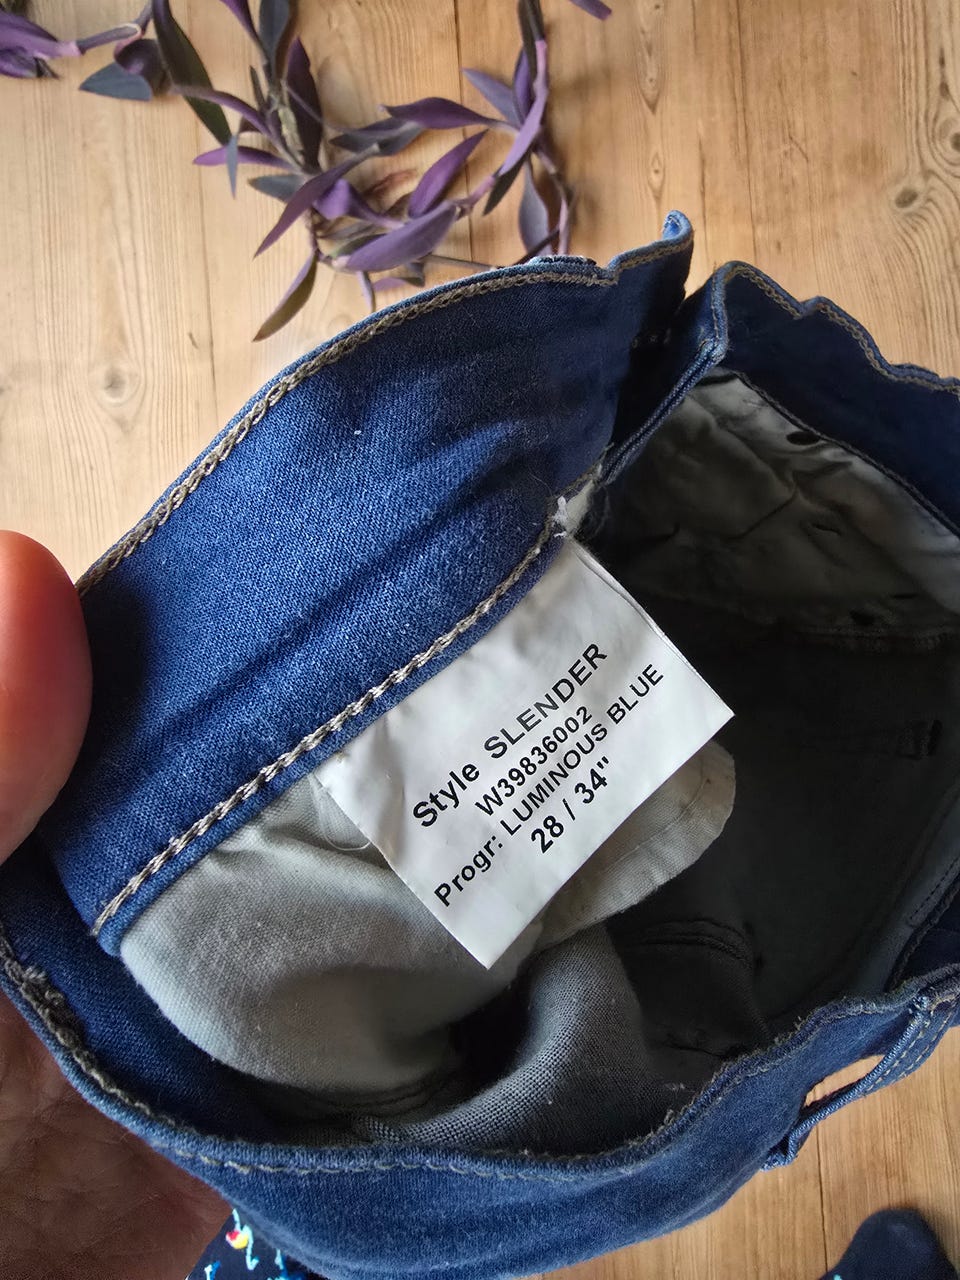 Style SLENDER
W39836002
Progr: LUMINOUS BLUE
28 / 34"